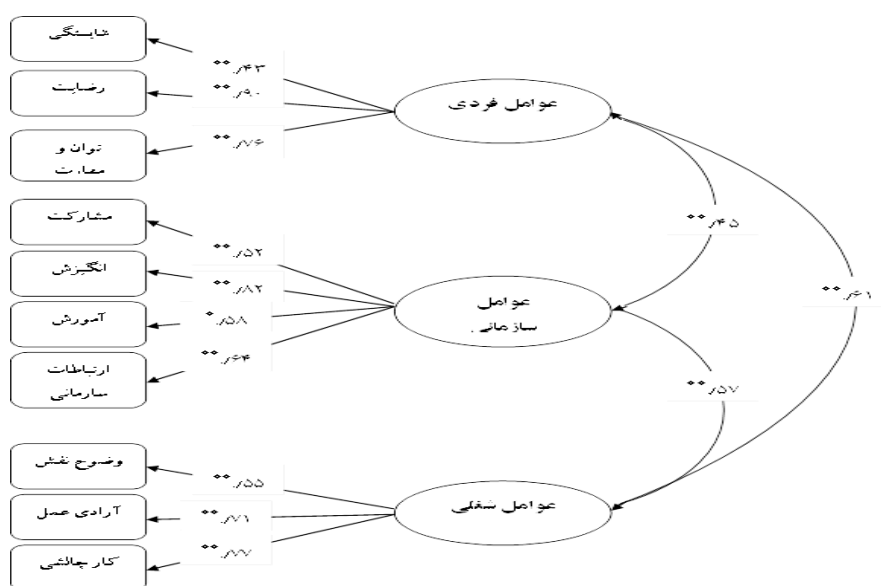 عوامل فردی
/۴۳**
/۹۰**
/۷۶**
شایستگی
رضایت
توان و
مهارت
عوامل
سازمانی
/۵۲**
/۸۲**
/۵۸*
/۶۴**
مشارکت
انگیزش
آموزش
ارتباطات
سازمانی
عوامل شغلی
/۵۵**
/۷۱**
/۷۷**
وضوح نقش
آزادی عمل
کار چالشی
/۴۵**
/۶۱**
/۵۷**